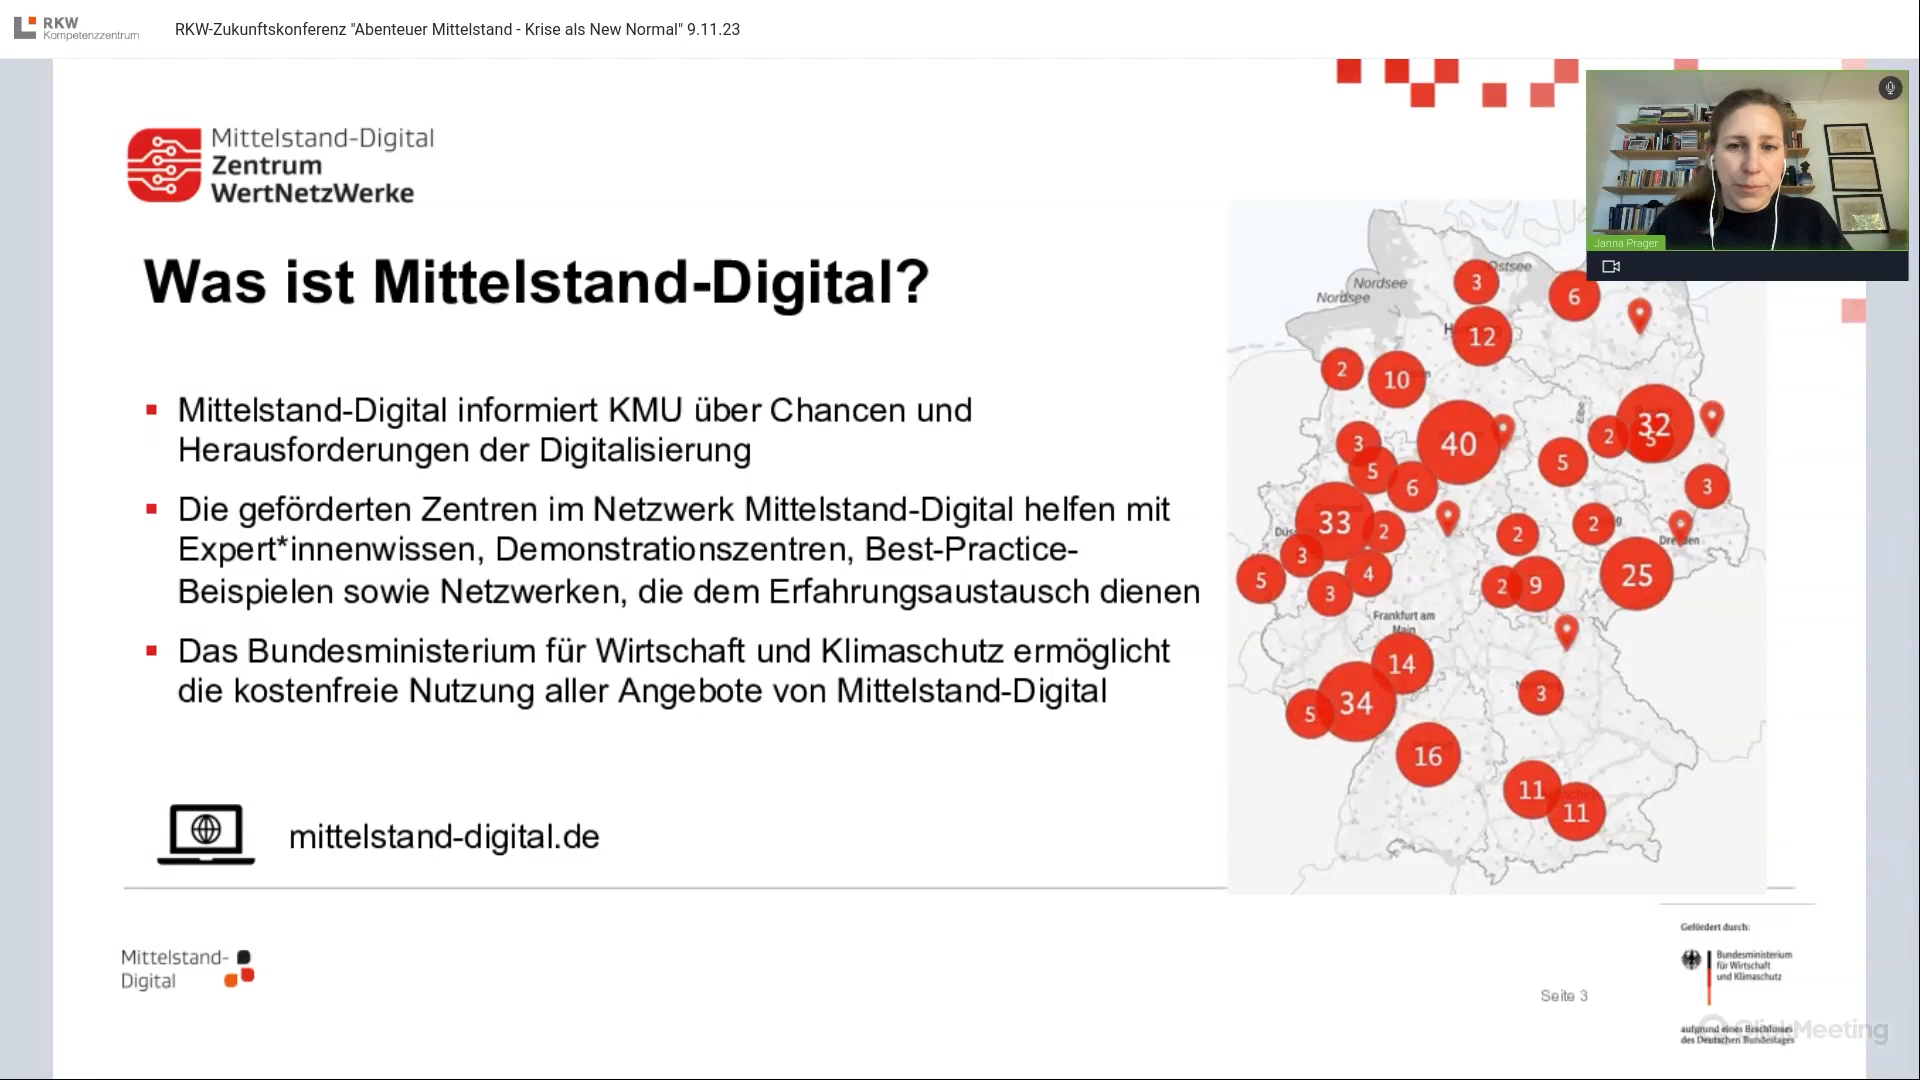 RKW
Kompetenzzentrum
RKW-Zukunftskonferenz "Abenteuer Mittelstand - Krise als New Normal" 9.11.23
Janna Prager
Mittelstand-Digital
Zentrum
WertNetzWerke
Was ist Mittelstand-Digital?
Mittelstand-Digital informiert KMU über Chancen und
Herausforderungen der Digitalisierung
Die geförderten Zentren im Netzwerk Mittelstand-Digital helfen mit
Expert*innenwissen, Demonstrationszentren, Best-Practice-
Beispielen sowie Netzwerken, die dem Erfahrungsaustausch dienen
Das Bundesministerium für Wirtschaft und Klimaschutz ermöglicht
die kostenfreie Nutzung aller Angebote von Mittelstand-Digital
mittelstand-digital.de
Ostsee
Nordsee
Nordsee
3
6
12
2
10
32
5
2
40
3
5
5
6
3
33
2
2
2
3
4
5
3
2
9
25
Elbe
Frankfurt am
Main
14
34
5
3
16
11
11
Mittelstand-
Digital
Seite 3
Gefördert durch:
Bundesministerium
für Wirtschaft
und Klimaschutz
aufgrund eines Beschlusses
des Deutschen Bundestages
ClickMeeting